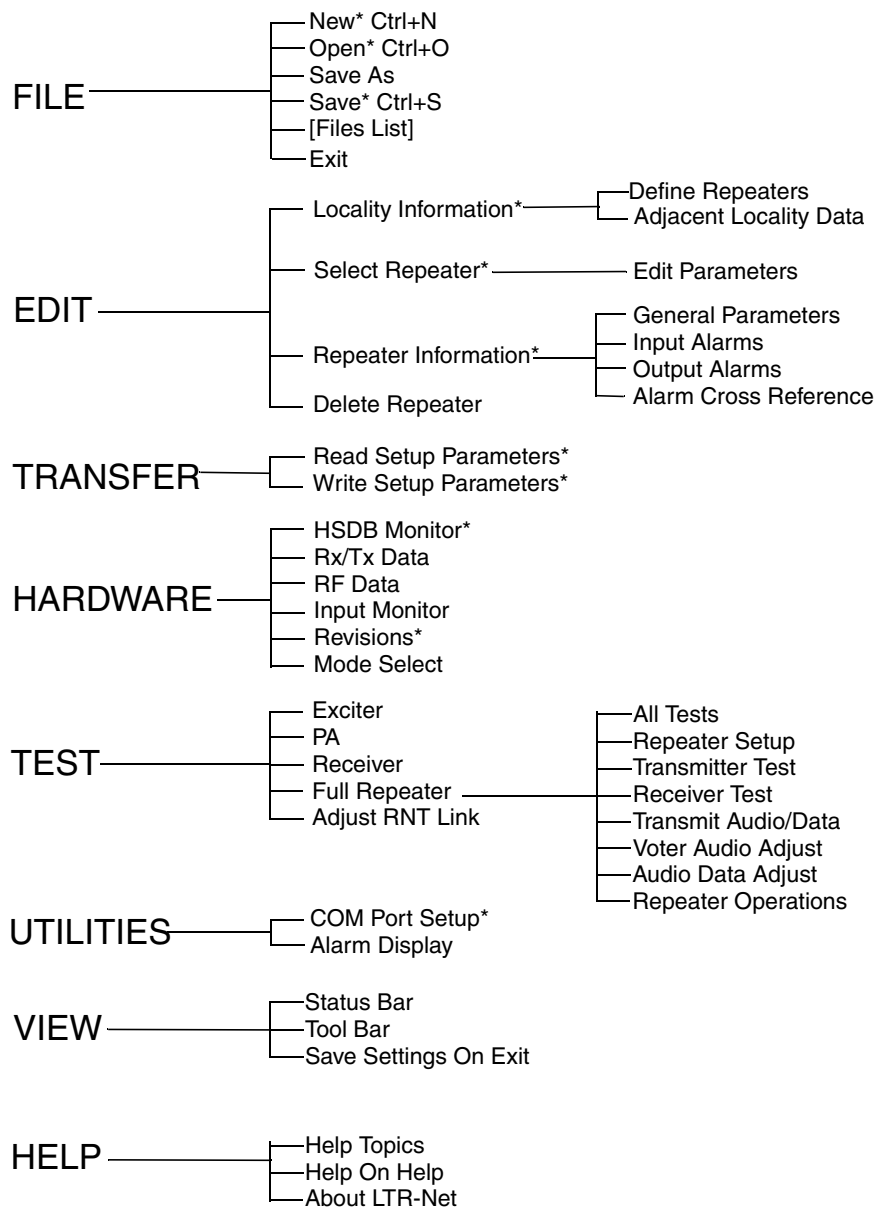 FILE
New* Ctrl+N
Open* Ctrl+O
Save As
Save* Ctrl+S
[Files List]
Exit
EDIT
Locality Information*
Define Repeaters
Adjacent Locality Data
Select Repeater*
Edit Parameters
Repeater Information*
General Parameters
Input Alarms
Output Alarms
Alarm Cross Reference
Delete Repeater
TRANSFER
Read Setup Parameters*
Write Setup Parameters*
HARDWARE
HSDB Monitor*
Rx/Tx Data
RF Data
Input Monitor
Revisions*
Mode Select
TEST
Exciter
PA
Receiver
Full Repeater
Adjust RNT Link
All Tests
Repeater Setup
Transmitter Test
Receiver Test
Transmit Audio/Data
Voter Audio Adjust
Audio Data Adjust
Repeater Operations
UTILITIES
COM Port Setup*
Alarm Display
VIEW
Status Bar
Tool Bar
Save Settings On Exit
HELP
Help Topics
Help On Help
About LTR-Net